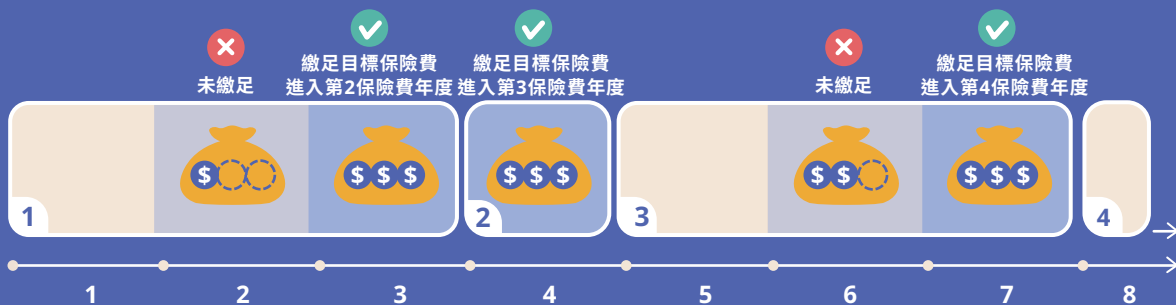 未繳足
繳足目標保險費
進入第2保險費年度
繳足目標保險費
進入第3保險費年度
未繳足
繳足目標保險費
進入第4保險費年度
$
$$$
$$$
$$
$$$
1
2
3
4
1 2 3 4 5 6 7 8